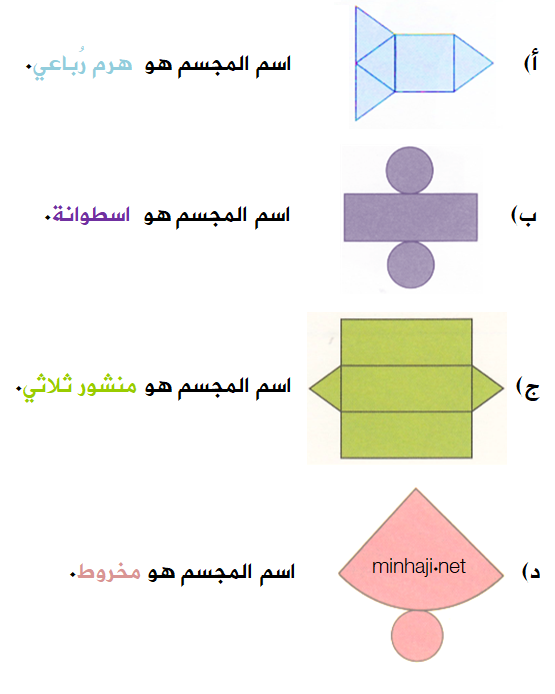 أ) اسم المجسم هو هرم رُباعي.
ب) اسم المجسم هو اسطوانة.
ج) اسم المجسم هو منشور ثلاثي.
د) اسم المجسم هو مخروط.
minhaji.net